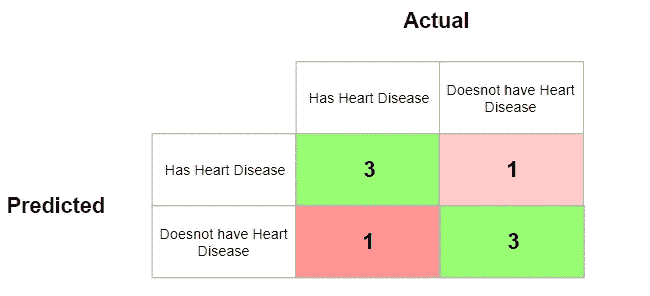 Actual
Has Heart Disease
Doesnot have Heart
Disease
Has Heart Disease
3
1
Predicted
Doesnot have Heart
Disease
1
3